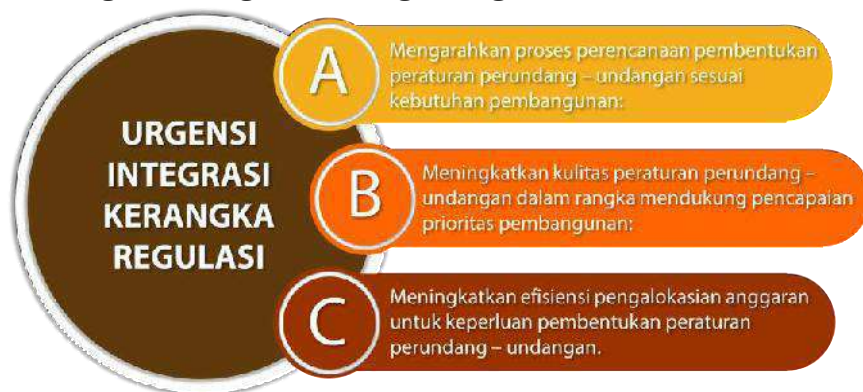 URGENSI
INTEGRASI
KERANGKA
REGULASI
A
Mengarahkan proses perencanaan pembentukan
peraturan perundang – undangan sesuai
kebutuhan pembangunan:
B
Meningkatkan kulitas peraturan perundang –
undangan dalam rangka mendukung pencapaian
prioritas pembangunan:
C
Meningkatkan efisiensi pengalokasian anggaran
untuk keperluan pembentukan peraturan
perundang – undangan.